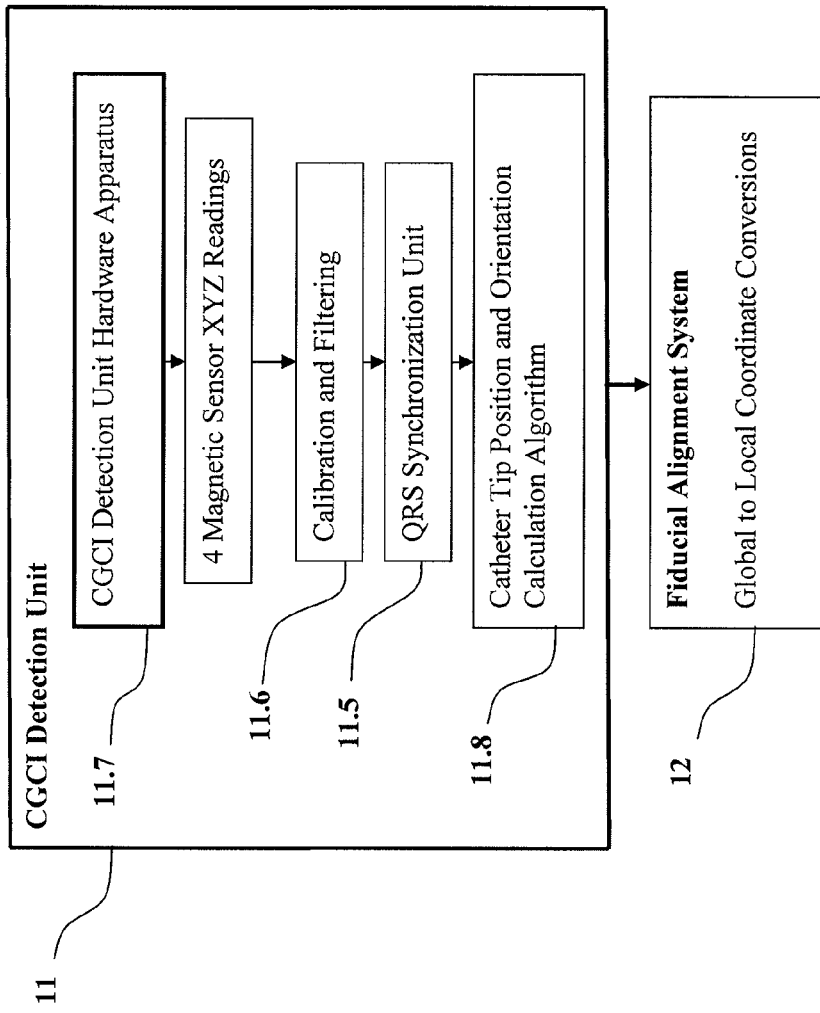 CGCI Detection Unit
11
11.7
CGCI Detection Unit Hardware Apparatus
4 Magnetic Sensor XYZ Readings
11.6
Calibration and Filtering
11.5
QRS Synchronization Unit
11.8
Catheter Tip Position and Orientation
Calculation Algorithm
12
Fiducial Alignment System
Global to Local Coordinate Conversions